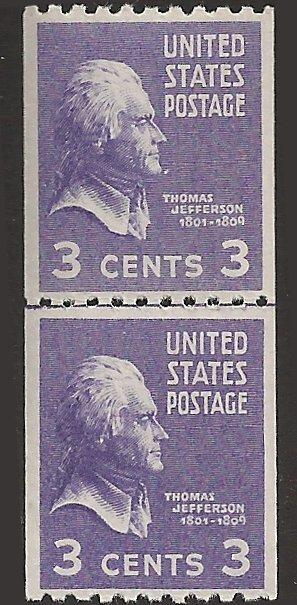 UNITED
STATES
POSTAGE
THOMAS
JEFFERSON
1801-1809
3 CENTS 3
UNITED
STATES
POSTAGE
THOMAS
JEFFERSON
1801-1809
3 CENTS 3